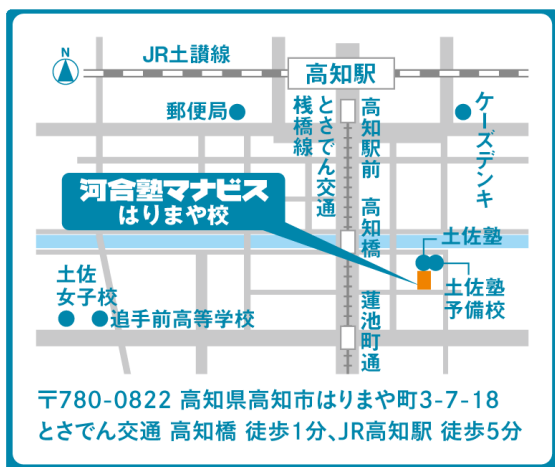 N
JR土讃線
高知駅
郵便局
とさでん交通
桟橋線
高知駅前
ケーズデンキ
河合塾マナビス
はりまや校
高知橋
土佐塾
土佐塾
予備校
土佐
女子校
追手前高等学校
蓮池町通
〒780-0822 高知県高知市はりまや町3-7-18
とさでん交通 高知橋 徒歩1分、JR高知駅 徒歩5分